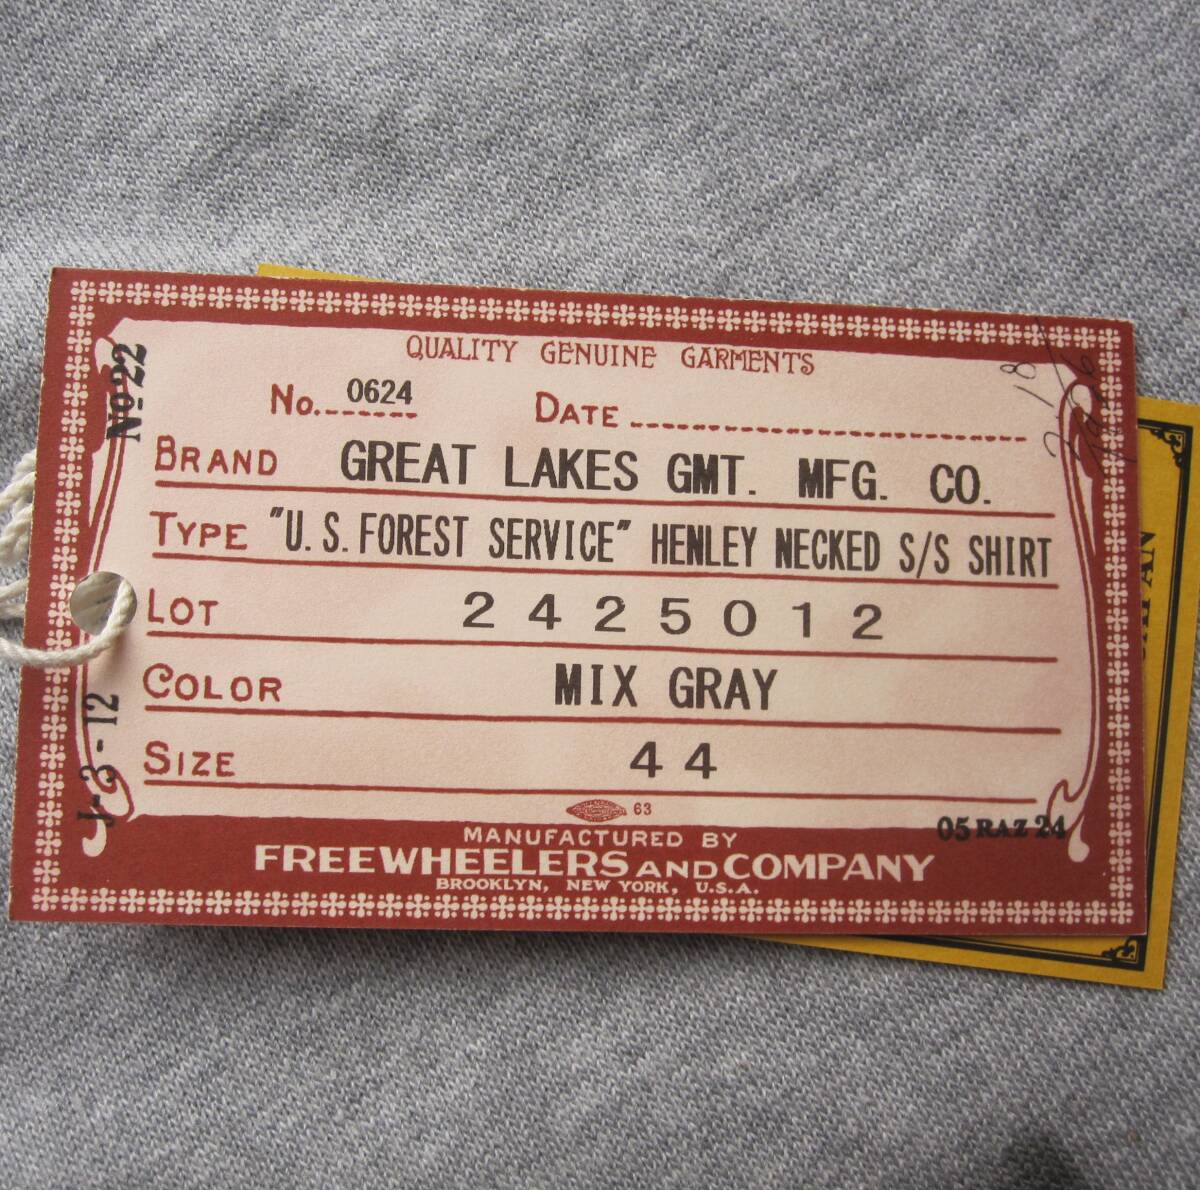 QUALITY GENUINE GARMENTS
No. 0624 DATE
BRAND GREAT LAKES GMT. MFG. CO.
TYPE "U.S. FOREST SERVICE" HENLEY NECKED S/S SHIRT
LOT 2425012
COLOR MIX GRAY
SIZE 44
63
MANUFACTURED BY
FREEWHEELERS AND COMPANY
BROOKLYN, NEW YORK, U.S.A.
No-22
J-3-12
05 RAZ 24